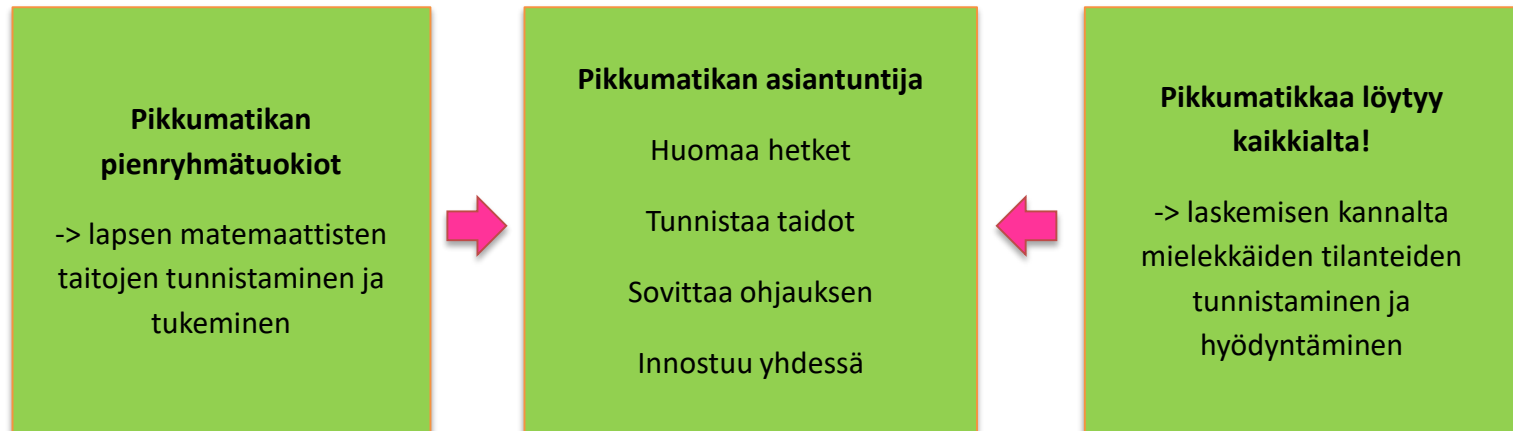 Pikkumatikan
pienryhmätuokiot
-> lapsen matemaattisten
taitojen tunnistaminen ja
tukeminen
Pikkumatikan asiantuntija
Huomaa hetket
Tunnistaa taidot
Sovittaa ohjauksen
Innostuu yhdessä
Pikkumatikkaa löytyy
kaikkialta!
-> laskemisen kannalta
mielekkäiden tilanteiden
tunnistaminen ja
hyödyntäminen